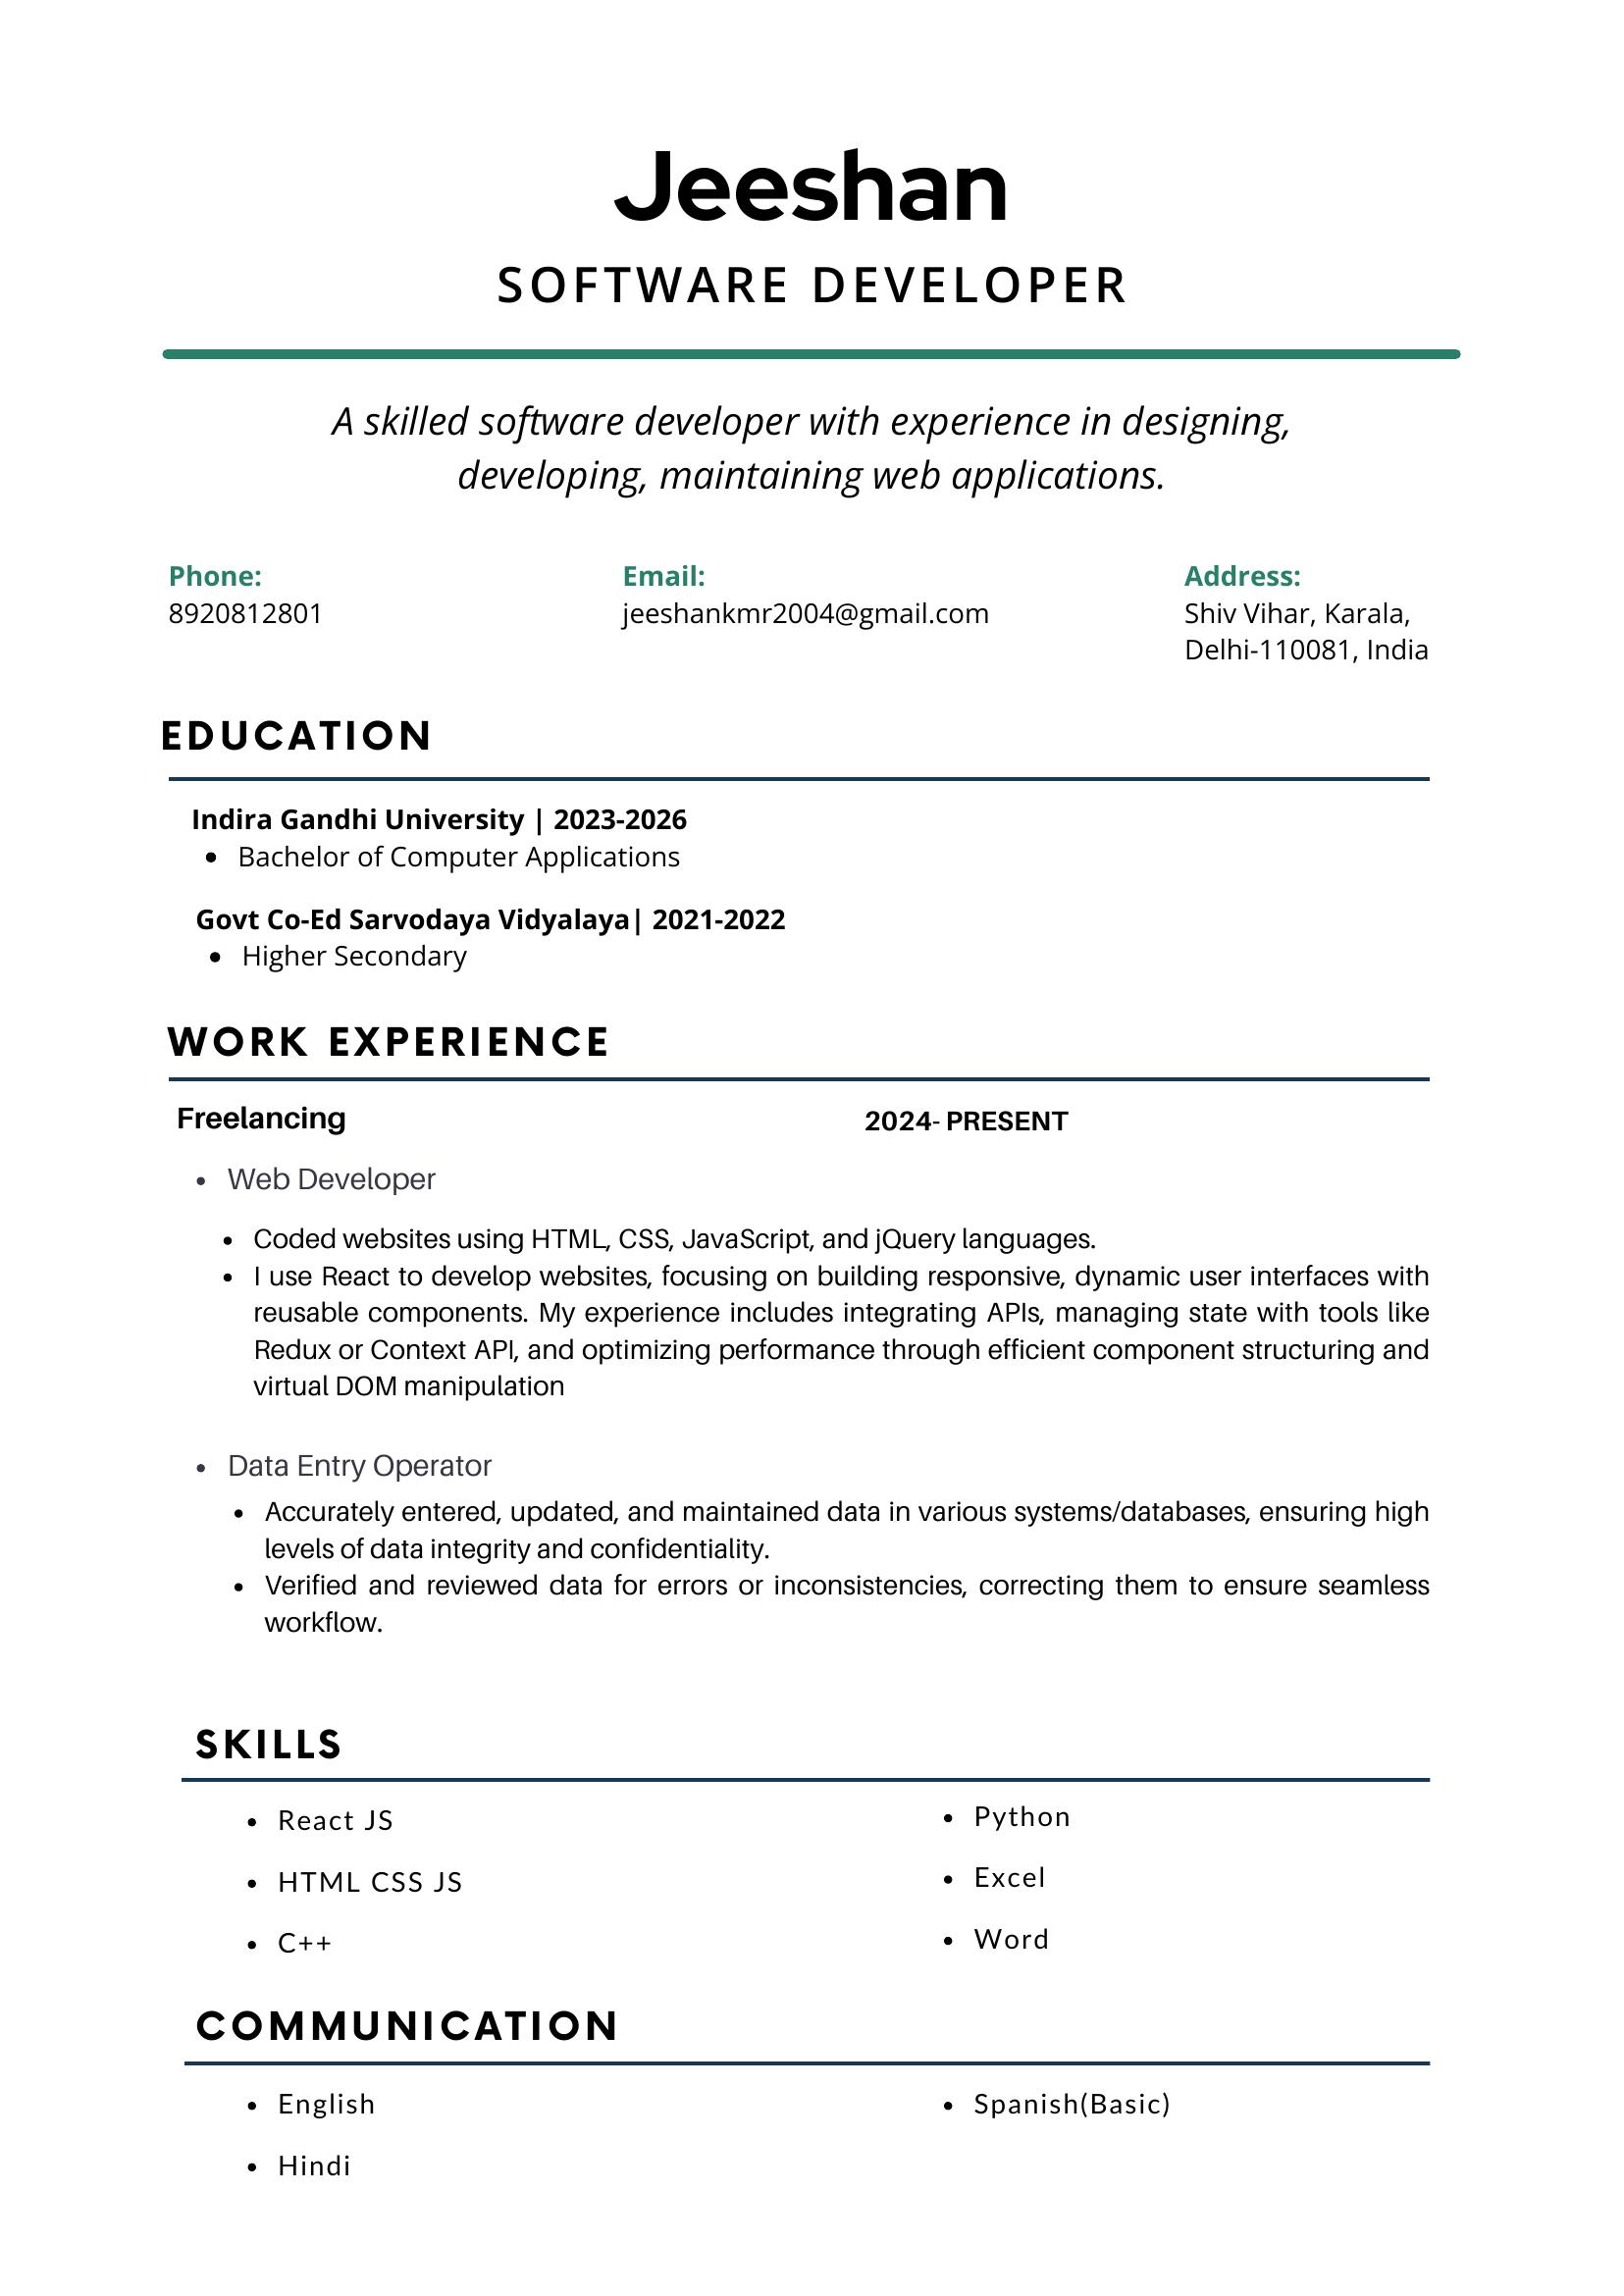 Jeeshan
SOFTWARE DEVELOPER
A skilled software developer with experience in designing,
developing, maintaining web applications.
Phone:
8920812801
Email:
jeeshankmr2004@gmail.com
Address:
Shiv Vihar, Karala,
Delhi-110081, India
EDUCATION
Indira Gandhi University | 2023-2026
• Bachelor of Computer Applications
Govt Co-Ed Sarvodaya Vidyalaya| 2021-2022
• Higher Secondary
WORK EXPERIENCE
Freelancing 2024- PRESENT
• Web Developer
• Coded websites using HTML, CSS, JavaScript, and jQuery languages.
• I use React to develop websites, focusing on building responsive, dynamic user interfaces with
reusable components. My experience includes integrating APIs, managing state with tools like
Redux or Context API, and optimizing performance through efficient component structuring and
virtual DOM manipulation
• Data Entry Operator
• Accurately entered, updated, and maintained data in various systems/databases, ensuring high
levels of data integrity and confidentiality.
• Verified and reviewed data for errors or inconsistencies, correcting them to ensure seamless
workflow.
SKILLS
• React JS
• HTML CSS JS
• C++
• Python
• Excel
• Word
COMMUNICATION
• English
• Hindi
• Spanish(Basic)